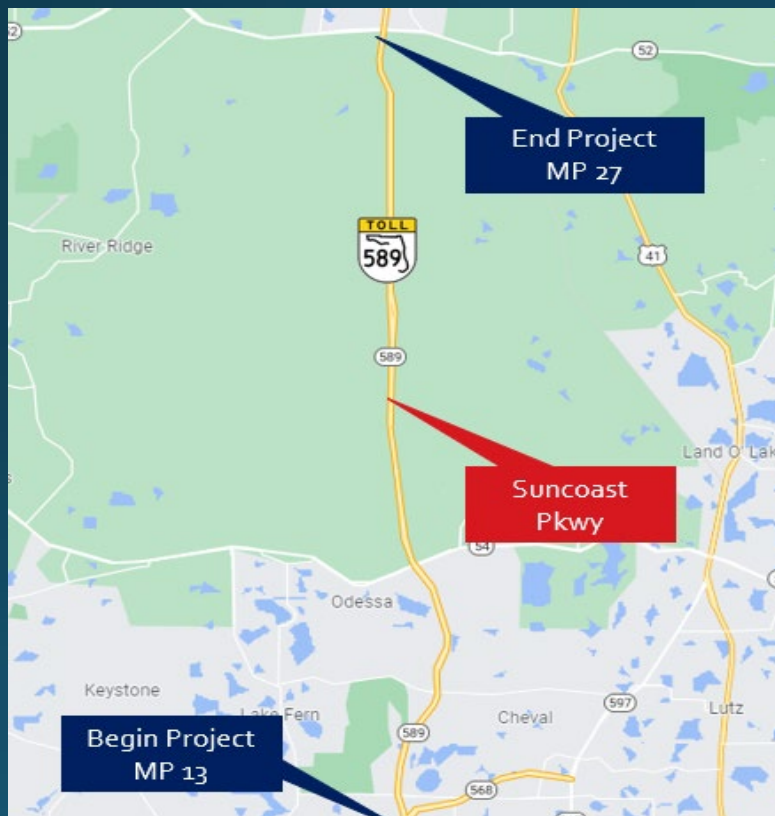 52
52
End Project
MP 27
River Ridge
TOLL
589
41
589
Land O' Lak
s
Suncoast
Pkwy
54
Odessa
Keystone
Lake Fern
597
Cheval
Lutz
589
Begin Project
MP 13
568